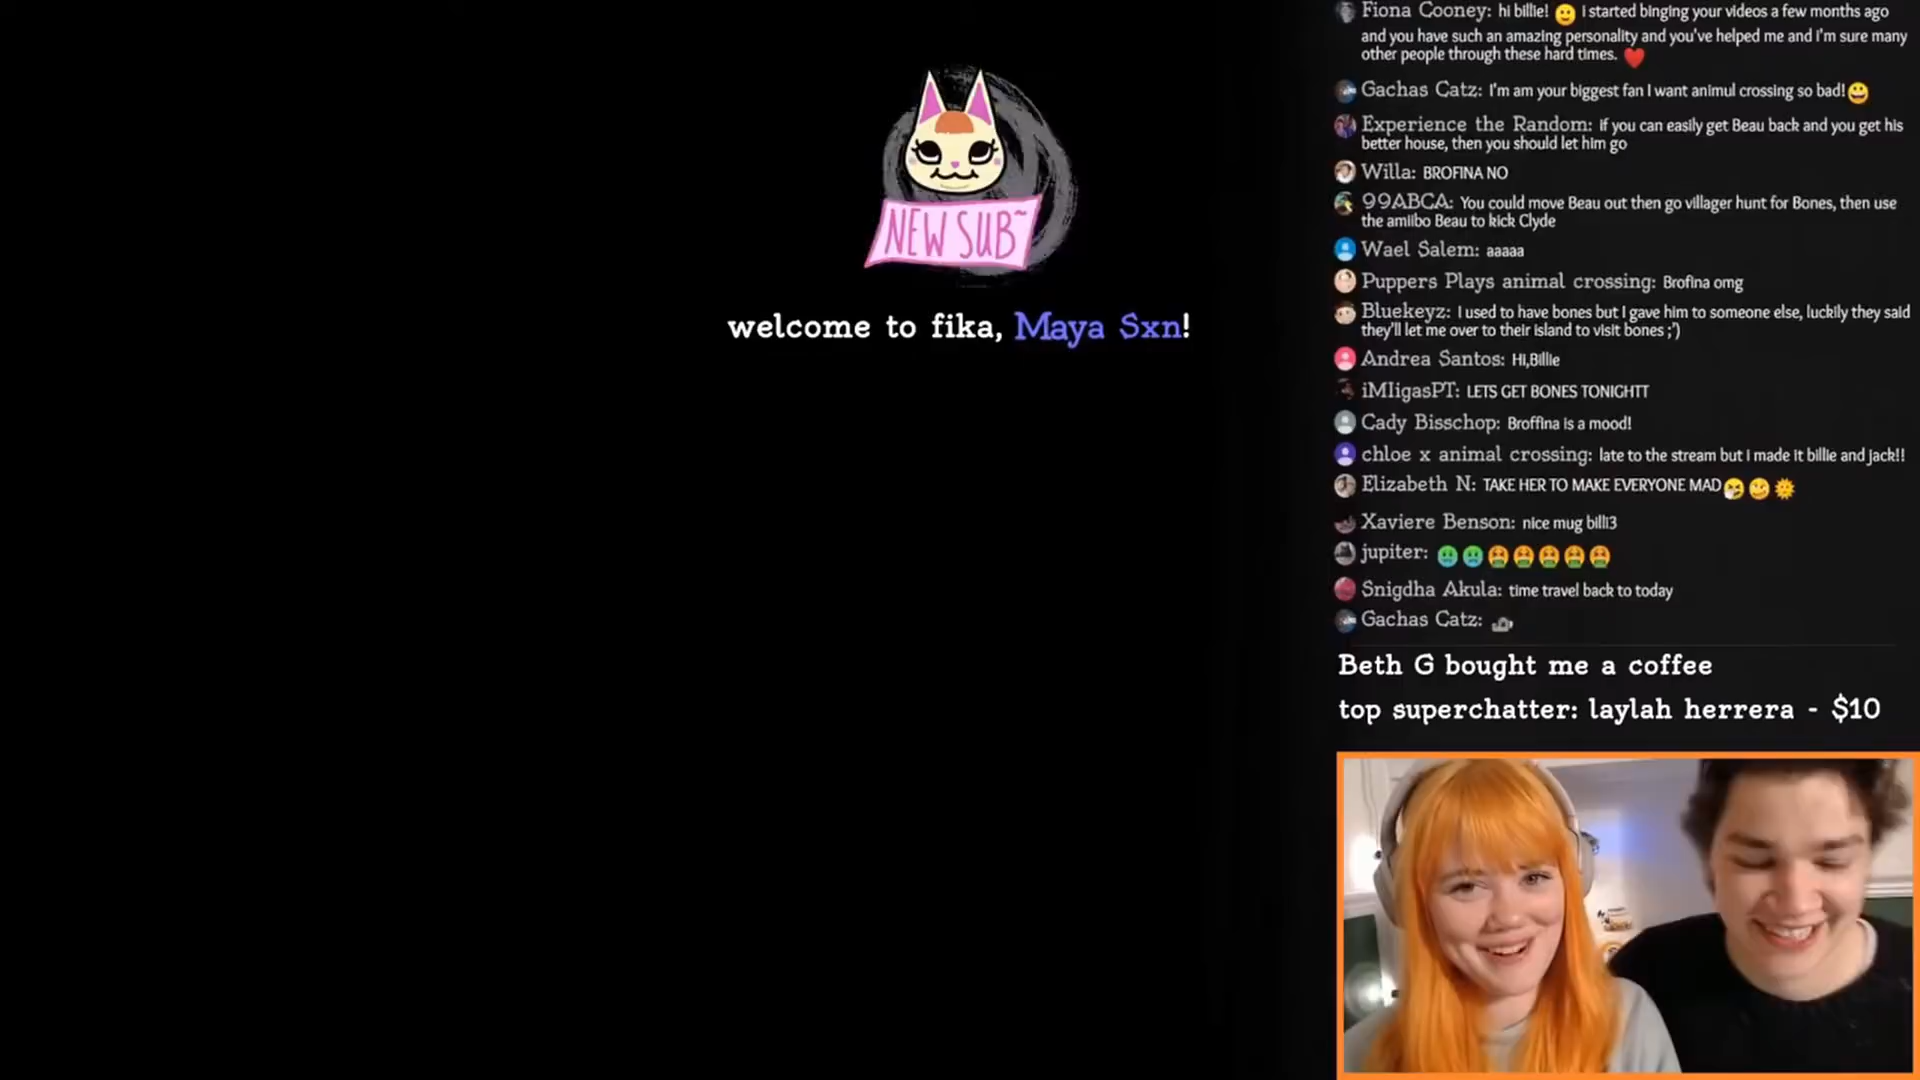 NEW SUB~
welcome to fika, Maya Sxn!
Fiona Cooney: hi billie! 🙂 i started binging your videos a few months ago
and you have such an amazing personality and you've helped me and i'm sure many
other people through these hard times. ❤️
Gachas Catz: I'm am your biggest fan I want animul crossing so bad!😀
Experience the Random: if you can easily get Beau back and you get his
better house, then you should let him go
Willa: BROFINA NO
99ABCA: You could move Beau out then go villager hunt for Bones, then use
the amiibo Beau to kick Clyde
Wael Salem: aaaaa
Puppers Plays animal crossing: Brofina omg
Bluekeyz: I used to have bones but I gave him to someone else, luckily they said
they'll let me over to their island to visit bones ;')
Andrea Santos: Hi,Billie
iMIigasPT: LETS GET BONES TONIGHTT
Cady Bisschop: Broffina is a mood!
chloe x animal crossing: late to the stream but I made it billie and jack!!
Elizabeth N: TAKE HER TO MAKE EVERYONE MAD
Xaviere Benson: nice mug billi3
jupiter: 🤢🤢🤮🤮🤮🤮🤮
Snigdha Akula: time travel back to today
Gachas Catz:
Beth G bought me a coffee
top superchatter: laylah herrera - $10